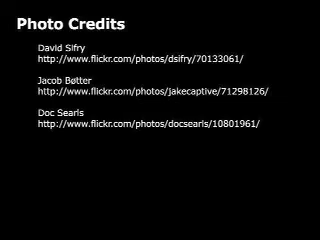 Photo Credits
David Sifry
http://www.flickr.com/photos/dsifry/70133061/
Jacob Bøtter
http://www.flickr.com/photos/jakecaptive/71298126/
Doc Searls
http://www.flickr.com/photos/docsearls/10801961/